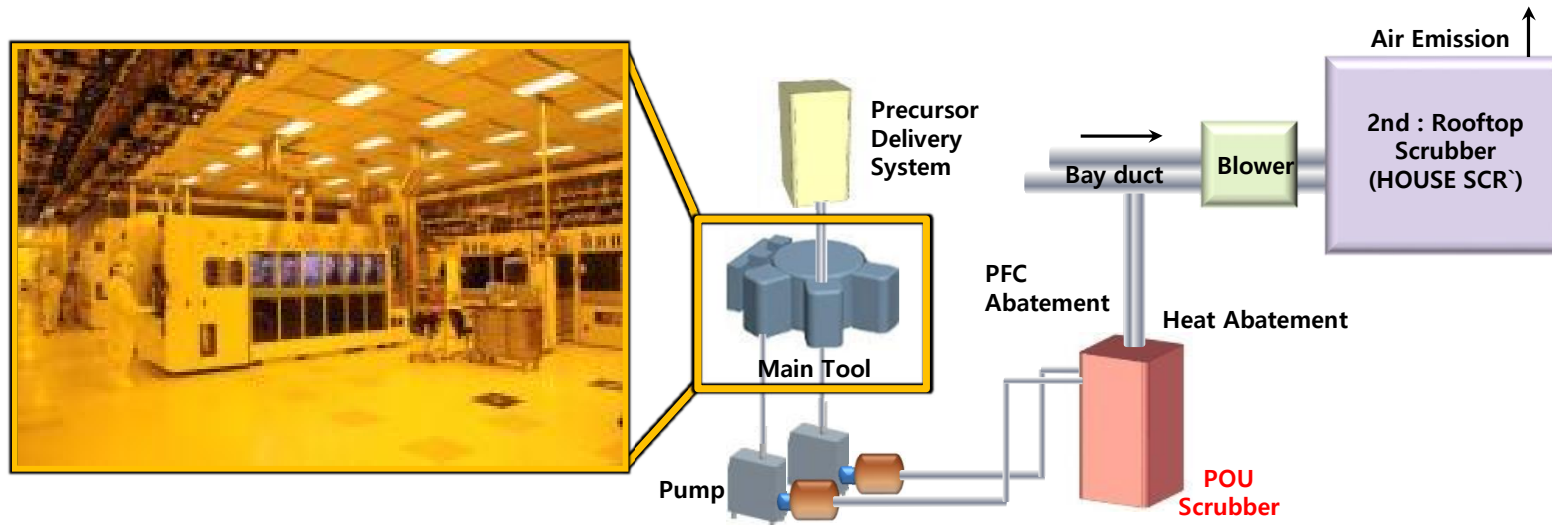 Air Emission
Precursor
Delivery
System
2nd : Rooftop
Scrubber
(HOUSE SCR`)
Bay duct
Blower
PFC
Abatement
Heat Abatement
Main Tool
Pump
POU
Scrubber